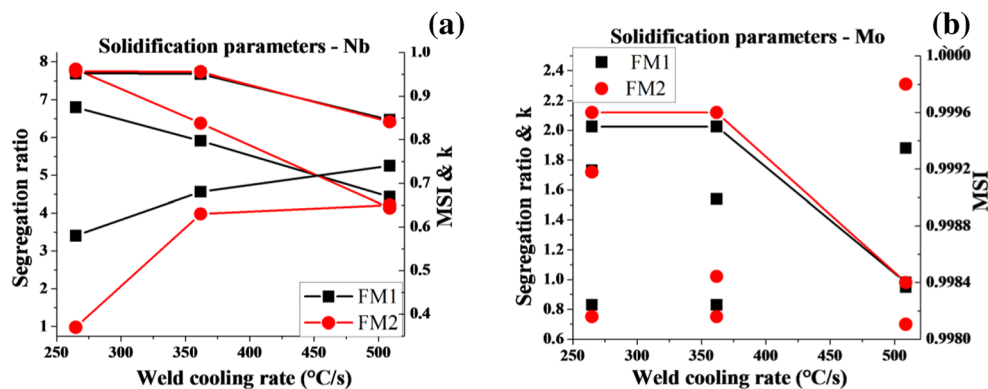 (a)
Solidification parameters - Nb
Segregation ratio
8
7
6
5
4
3
2
1
MSI & k
1.0
0.9
0.8
0.7
0.6
0.5
0.4
FM1
FM2
250 300 350 400 450 500
Weld cooling rate (°C/s)
(b)
Solidification parameters - Mo
FM1
FM2
Segregation ratio & k
2.4
2.2
2.0
1.8
1.6
1.4
1.2
1.0
0.8
0.6
MSI
1.0000
0.9996
0.9992
0.9988
0.9984
0.9980
250 300 350 400 450 500
Weld cooling rate (°C/s)